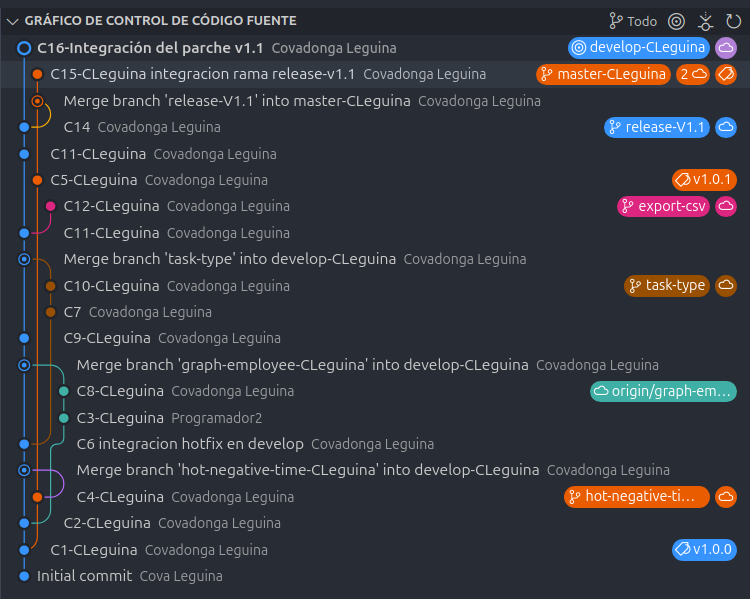 GRÁFICO DE CONTROL DE CÓDIGO FUENTE Todo
C16-Integración del parche v1.1 Covadonga Leguina develop-CLeguina
C15-CLeguina integracion rama release-v1.1 Covadonga Leguina master-CLeguina 2
Merge branch 'release-V1.1' into master-CLeguina Covadonga Leguina
C14 Covadonga Leguina release-V1.1
C11-CLeguina Covadonga Leguina
C5-CLeguina Covadonga Leguina v1.0.1
C12-CLeguina Covadonga Leguina export-csv
C11-CLeguina Covadonga Leguina
Merge branch 'task-type' into develop-CLeguina Covadonga Leguina
C10-CLeguina Covadonga Leguina task-type
C7 Covadonga Leguina
C9-CLeguina Covadonga Leguina
Merge branch 'graph-employee-CLeguina' into develop-CLeguina Covadonga Leguina
C8-CLeguina Covadonga Leguina origin/graph-em...
C3-CLeguina Programador2
C6 integracion hotfix en develop Covadonga Leguina
Merge branch 'hot-negative-time-CLeguina' into develop-CLeguina Covadonga Leguina
C4-CLeguina Covadonga Leguina hot-negative-ti...
C2-CLeguina Covadonga Leguina
C1-CLeguina Covadonga Leguina v1.0.0
Initial commit Cova Leguina